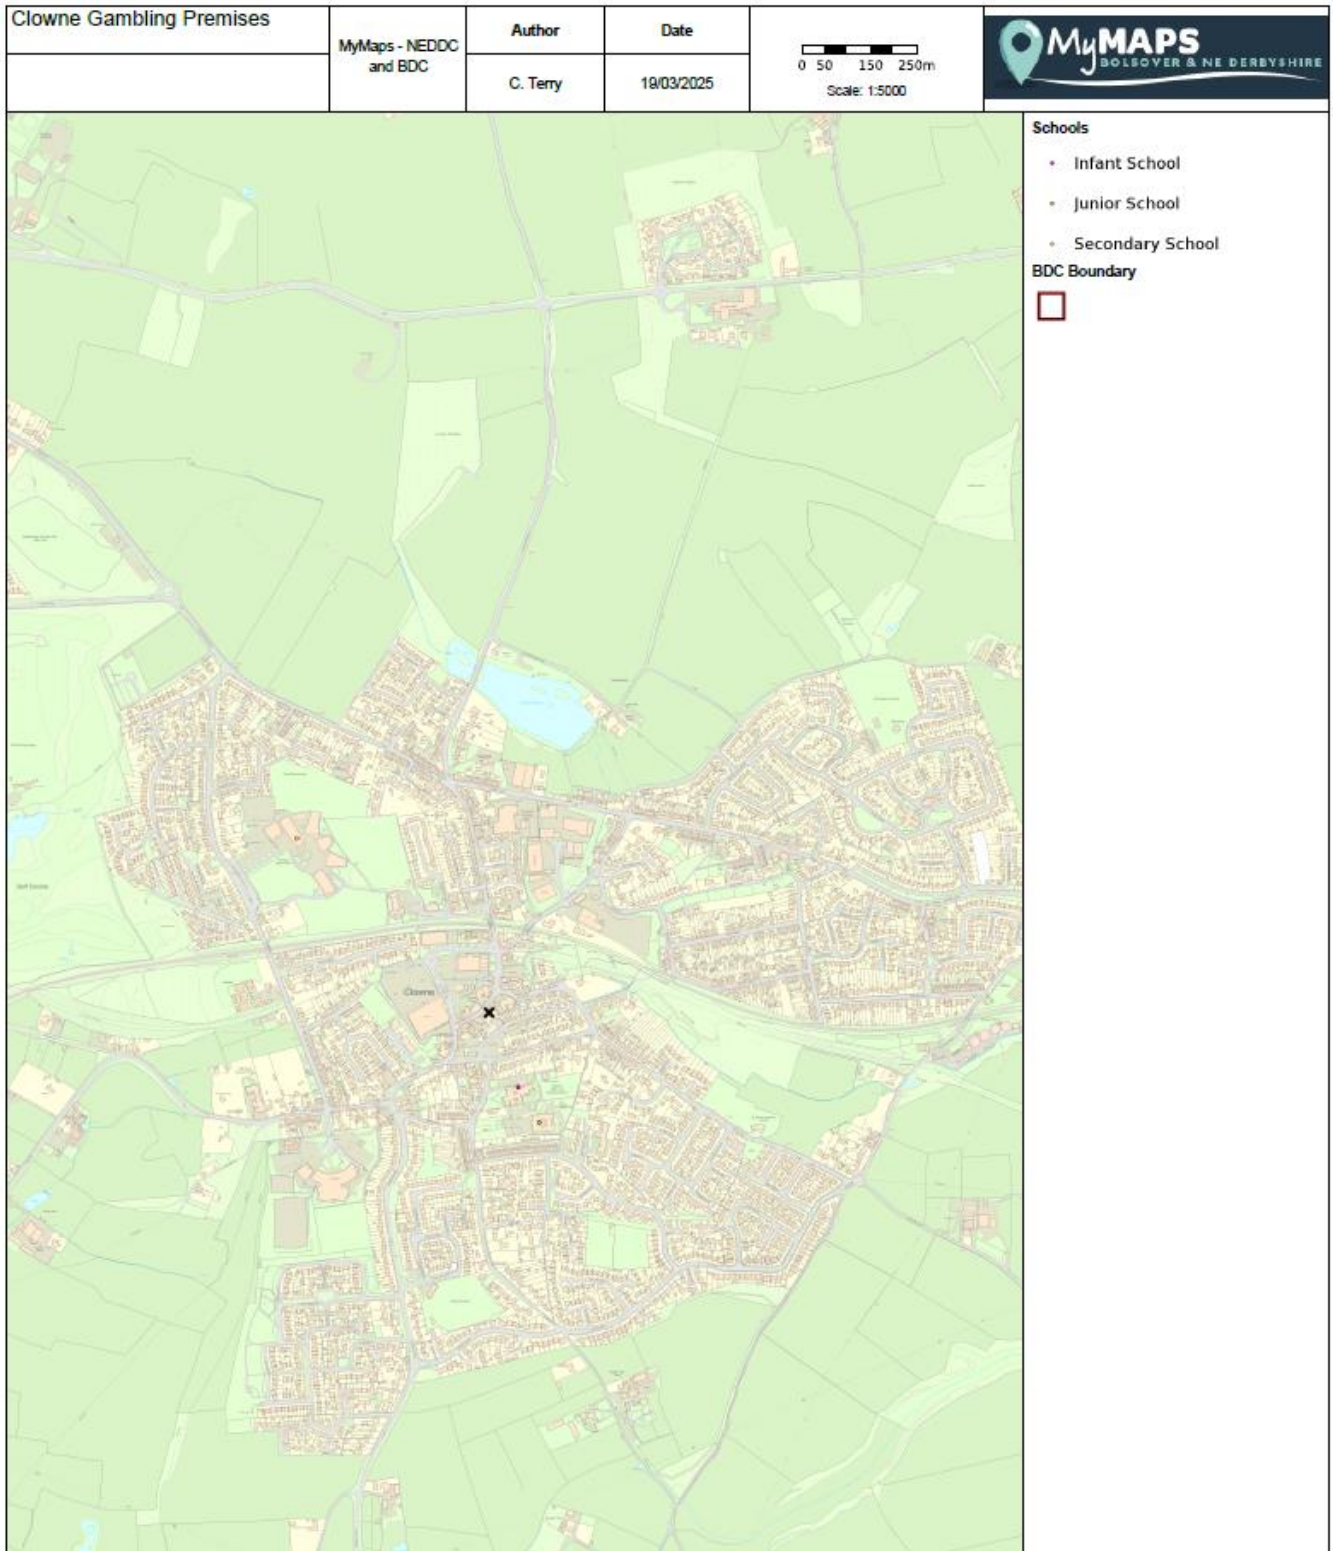 Clowne Gambling Premises
MyMaps - NEDDC
and BDC
Author
C. Terry
Date
19/03/2025
0 50 150 250m
Scale: 1:5000
MyMAPS
BOLSOVER & NE DERBYSHIRE
Schools
Infant School
Junior School
Secondary School
BDC Boundary
Clowne